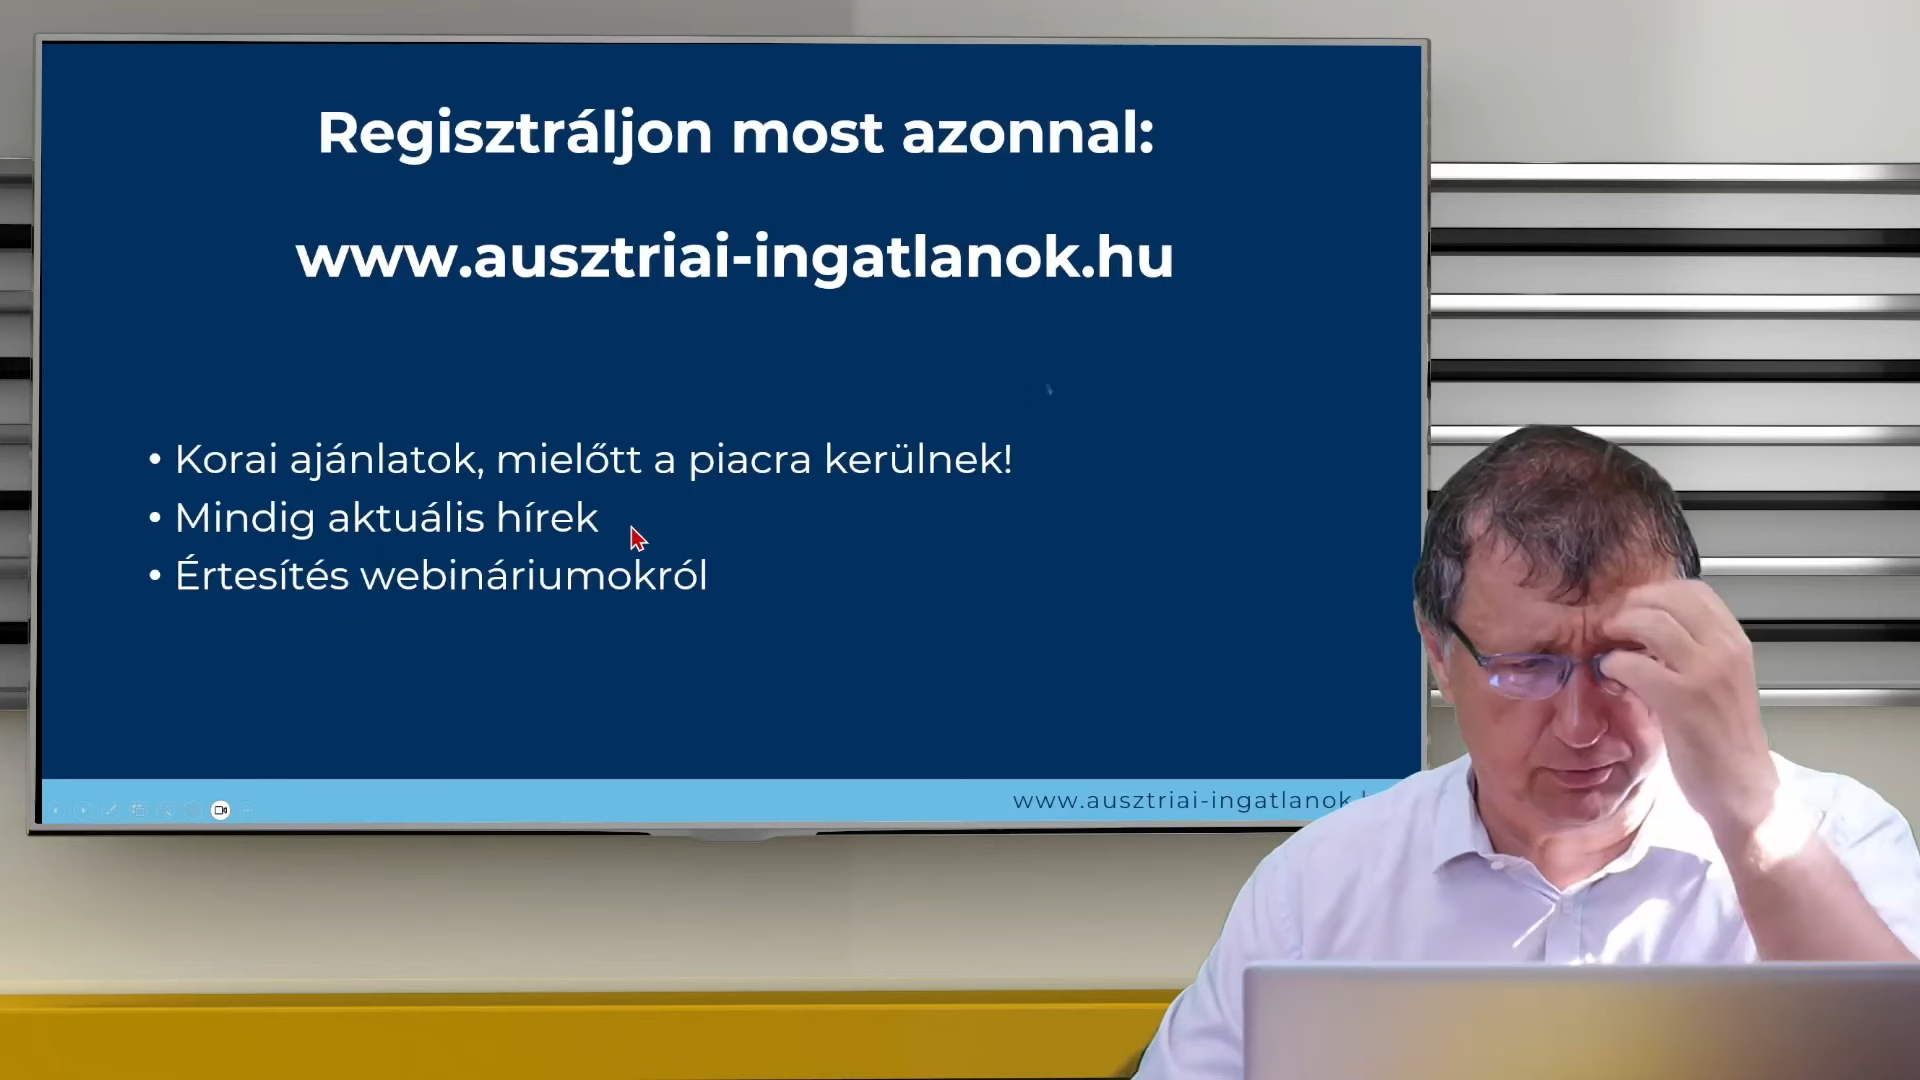 Regisztráljon most azonnal:
www.ausztriai-ingatlanok.hu
• Korai ajánlatok, mielőtt a piacra kerülnek!
• Mindig aktuális hírek
• Értesítés webináriumokról
www.ausztriai-ingatlanok.